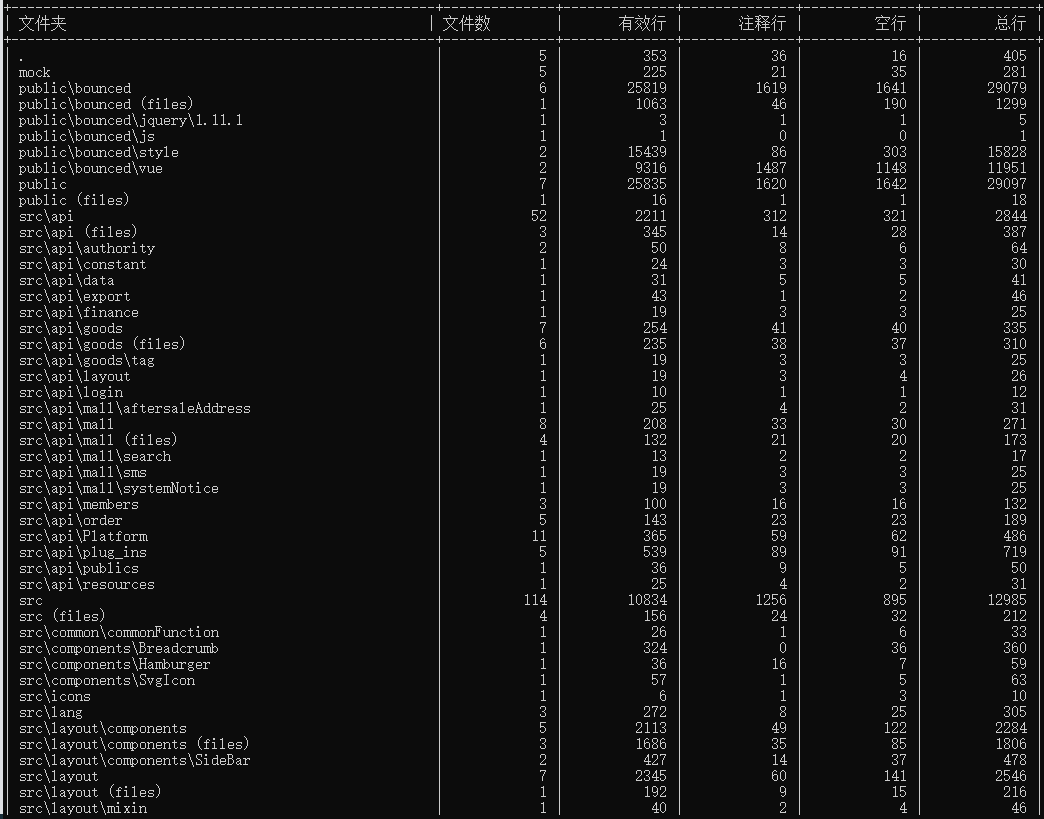 文件夹 文件数 有效行 注释行 空行 总行
. 5 353 36 16 405
mock 5 225 21 35 281
public\bounced 6 25819 1619 1641 29079
public\bounced (files) 1 1063 46 190 1299
public\bounced\jquery\1.11.1 1 3 1 1 5
public\bounced\js 1 1 0 0 1
public\bounced\style 2 15439 86 303 15828
public\bounced\vue 2 9316 1487 1148 11951
public 7 25835 1620 1642 29097
public (files) 1 16 1 1 18
src\api 52 2211 312 321 2844
src\api (files) 3 345 14 28 387
src\api\authority 2 50 8 6 64
src\api\constant 1 24 3 3 30
src\api\data 1 31 5 5 41
src\api\export 1 43 1 2 46
src\api\finance 1 19 3 3 25
src\api\goods 7 254 41 40 335
src\api\goods (files) 6 235 38 37 310
src\api\goods\tag 1 19 3 3 25
src\api\layout 1 19 3 4 26
src\api\login 1 10 1 1 12
src\api\mall\aftersaleAddress 1 25 4 2 31
src\api\mall 8 208 33 30 271
src\api\mall (files) 4 132 21 20 173
src\api\mall\search 1 13 2 2 17
src\api\mall\sms 1 19 3 3 25
src\api\mall\systemNotice 1 19 3 3 25
src\api\members 3 100 16 16 132
src\api\order 5 143 23 23 189
src\api\Platform 11 365 59 62 486
src\api\plug_ins 5 539 89 91 719
src\api\publics 1 36 9 5 50
src\api\resources 1 25 4 2 31
src 114 10834 1256 895 12985
src (files) 4 156 24 32 212
src\common\commonFunction 1 26 1 6 33
src\components\Breadcrumb 1 324 0 36 360
src\components\Hamburger 1 36 16 7 59
src\components\SvgIcon 1 57 1 5 63
src\icons 1 6 1 3 10
src\lang 3 272 8 25 305
src\layout\components 5 2113 49 122 2284
src\layout\components (files) 3 1686 35 85 1806
src\layout\components\SideBar 2 427 14 37 478
src\layout 7 2345 60 141 2546
src\layout (files) 1 192 9 15 216
src\layout\mixin 1 40 2 4 46